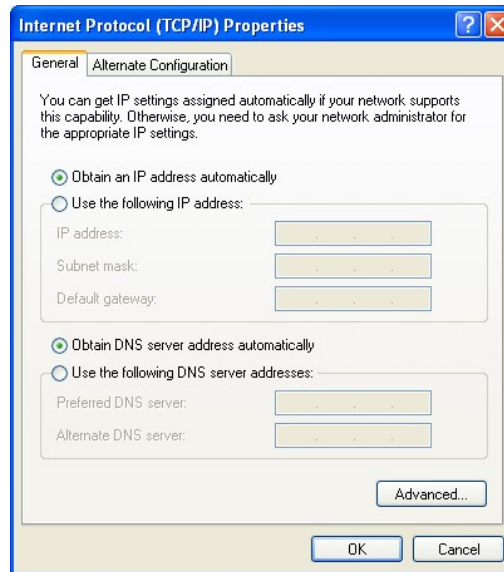 Internet Protocol (TCP/IP) Properties
General
Alternate Configuration
You can get IP settings assigned automatically if your network supports
this capability. Otherwise, you need to ask your network administrator for
the appropriate IP settings.
Obtain an IP address automatically
Use the following IP address:
IP address:
Subnet mask:
Default gateway:
Obtain DNS server address automatically
Use the following DNS server addresses:
Preferred DNS server:
Alternate DNS server:
Advanced...
OK
Cancel